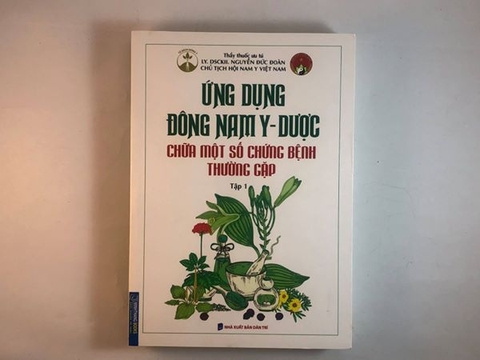 Thầy thuốc ưu tú
LY. DSCKII. NGUYỄN ĐỨC ĐOÀN
CHỦ TỊCH HỘI NAM Y VIỆT NAM
ỨNG DỤNG
ĐÔNG NAM Y-DƯỢC
CHỮA MỘT SỐ CHỨNG BỆNH
THƯỜNG GẶP
Tập 1
NHÀ XUẤT BẢN DÂN TRÍ